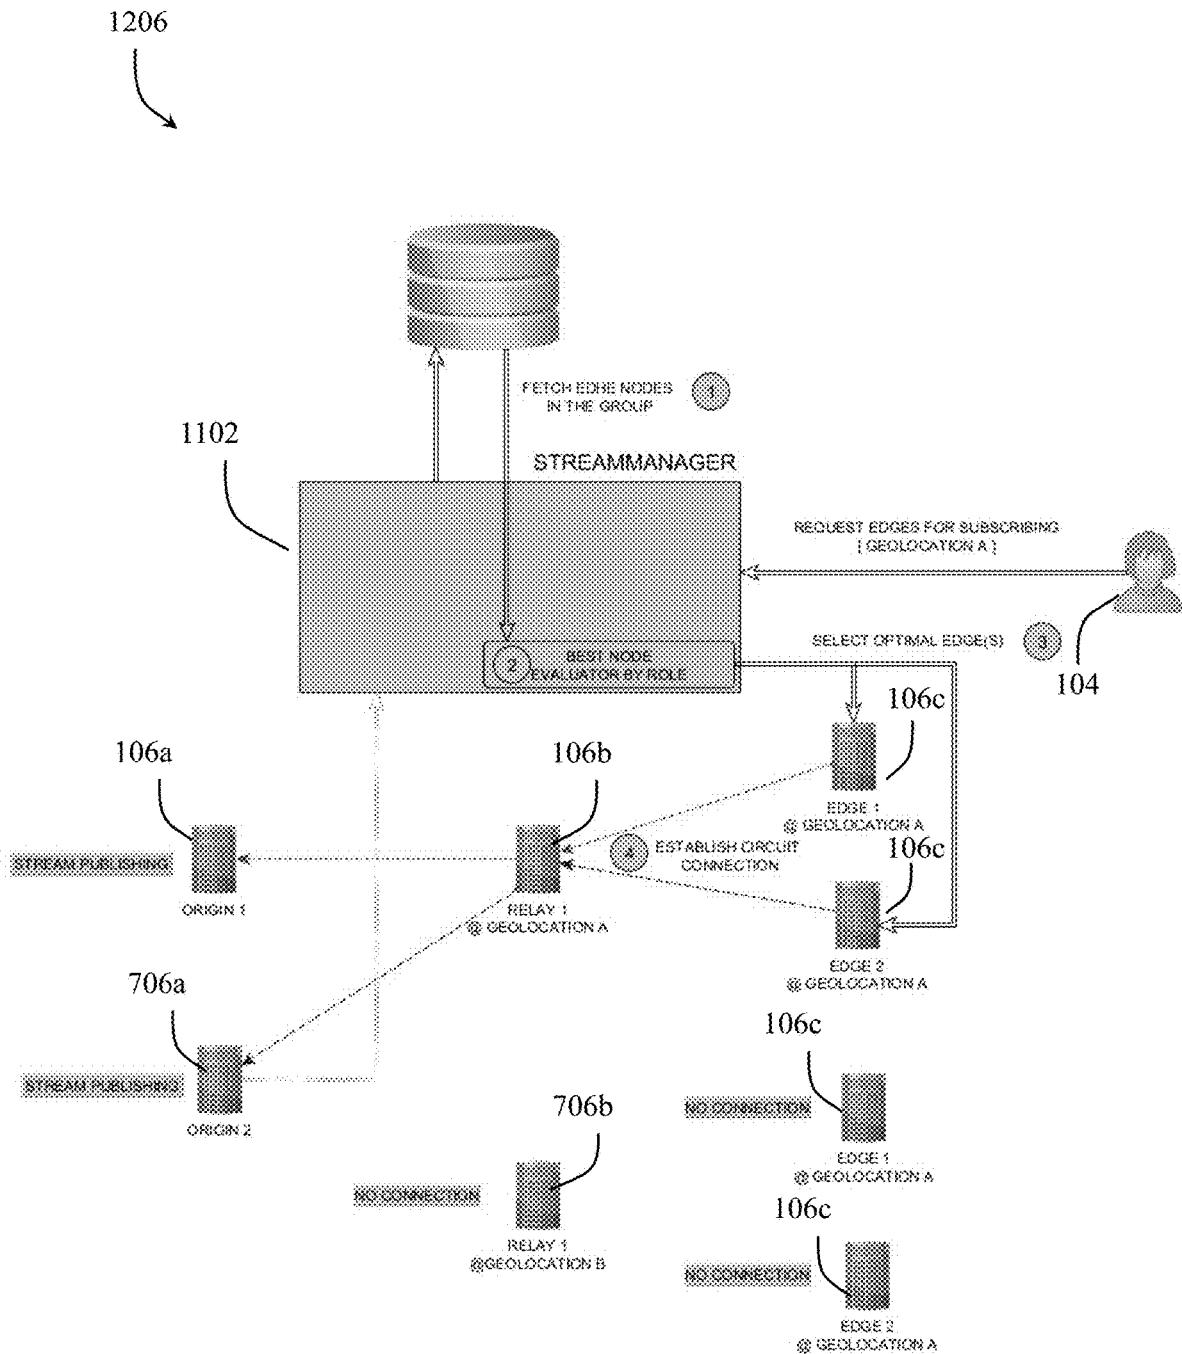 1206
FETCH EDHE NODES
IN THE GROUP
1
1102
STREAMMANAGER
REQUEST EDGES FOR SUBSCRIBING
[ GEOLOCATION A ]
2
BEST NODE
EVALUATOR BY ROLE
SELECT OPTIMAL EDGE(S)
3
104
106c
106a
106b
EDGE 1
@ GEOLOCATION A
STREAM PUBLISHING
ORIGIN 1
4
ESTABLISH CIRCUIT
CONNECTION
106c
RELAY 1
@ GEOLOCATION A
EDGE 2
@ GEOLOCATION A
706a
STREAM PUBLISHING
ORIGIN 2
106c
NO CONNECTION
EDGE 1
@ GEOLOCATION A
706b
NO CONNECTION
RELAY 1
@GEOLOCATION B
106c
NO CONNECTION
EDGE 2
@ GEOLOCATION A